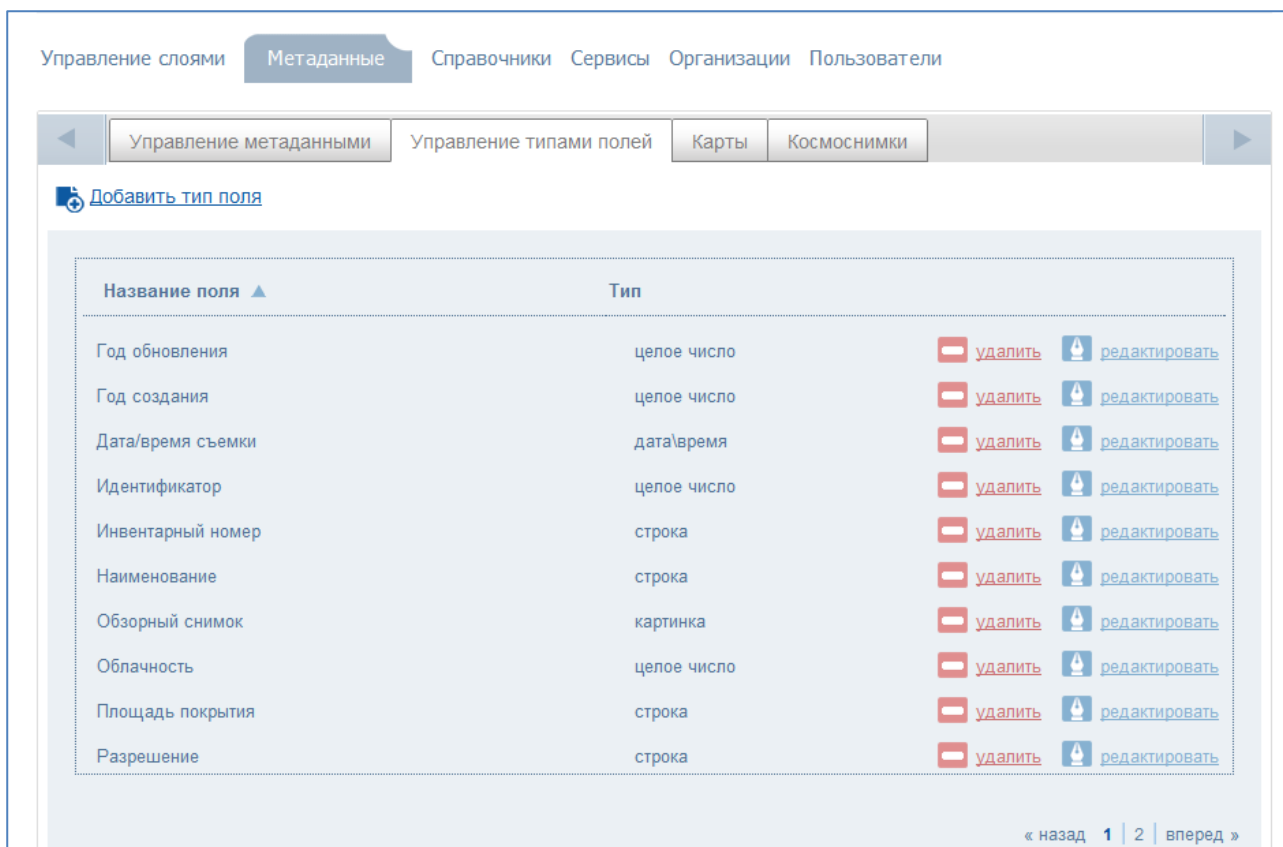 Управление слоями Метаданные Справочники Сервисы Организации Пользователи
Управление метаданными Управление типами полей Карты Космоснимки
Добавить тип поля
Название поля Тип
Год обновления целое число удалить редактировать
Год создания целое число удалить редактировать
Дата/время съемки дата\время удалить редактировать
Идентификатор целое число удалить редактировать
Инвентарный номер строка удалить редактировать
Наименование строка удалить редактировать
Обзорный снимок картинка удалить редактировать
Облачность целое число удалить редактировать
Площадь покрытия строка удалить редактировать
Разрешение строка удалить редактировать
« назад 1 2 вперед »